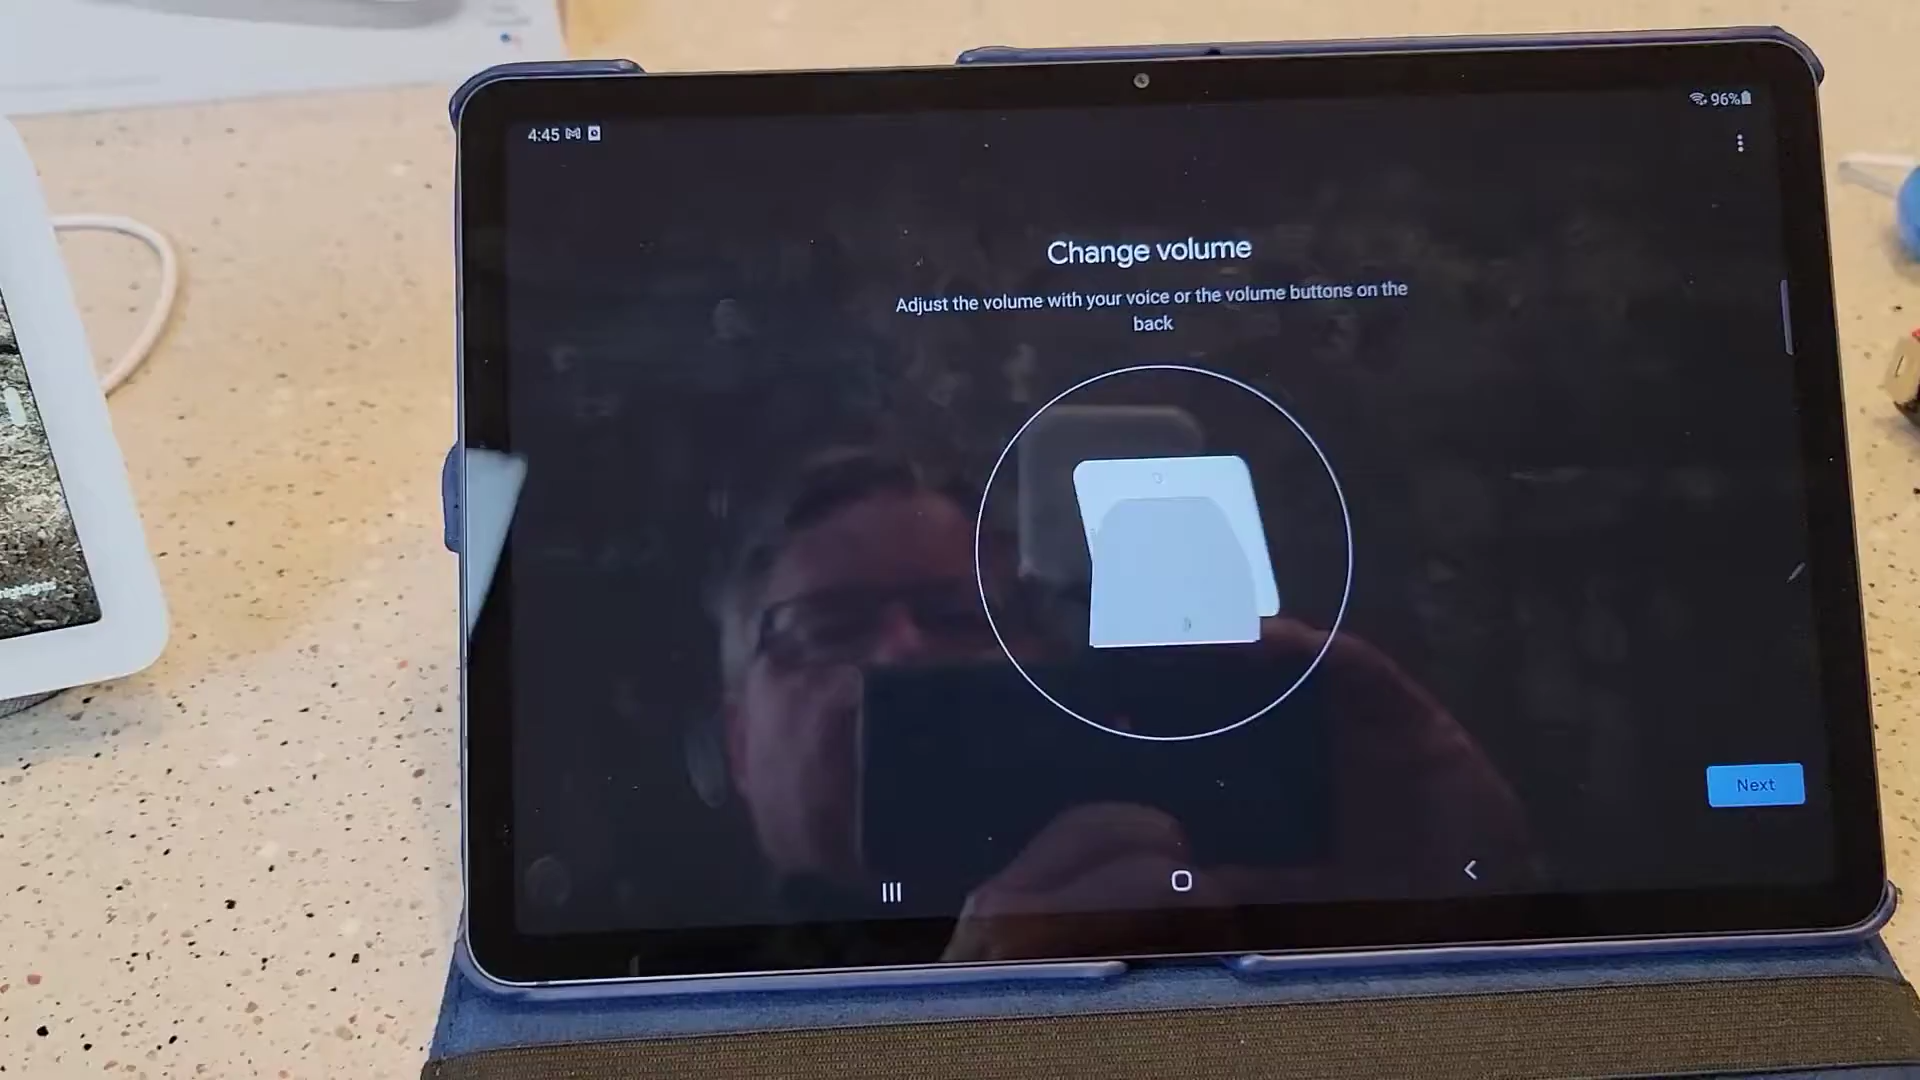 4:45
96%
Change volume
Adjust the volume with your voice or the volume buttons on the
back
Next